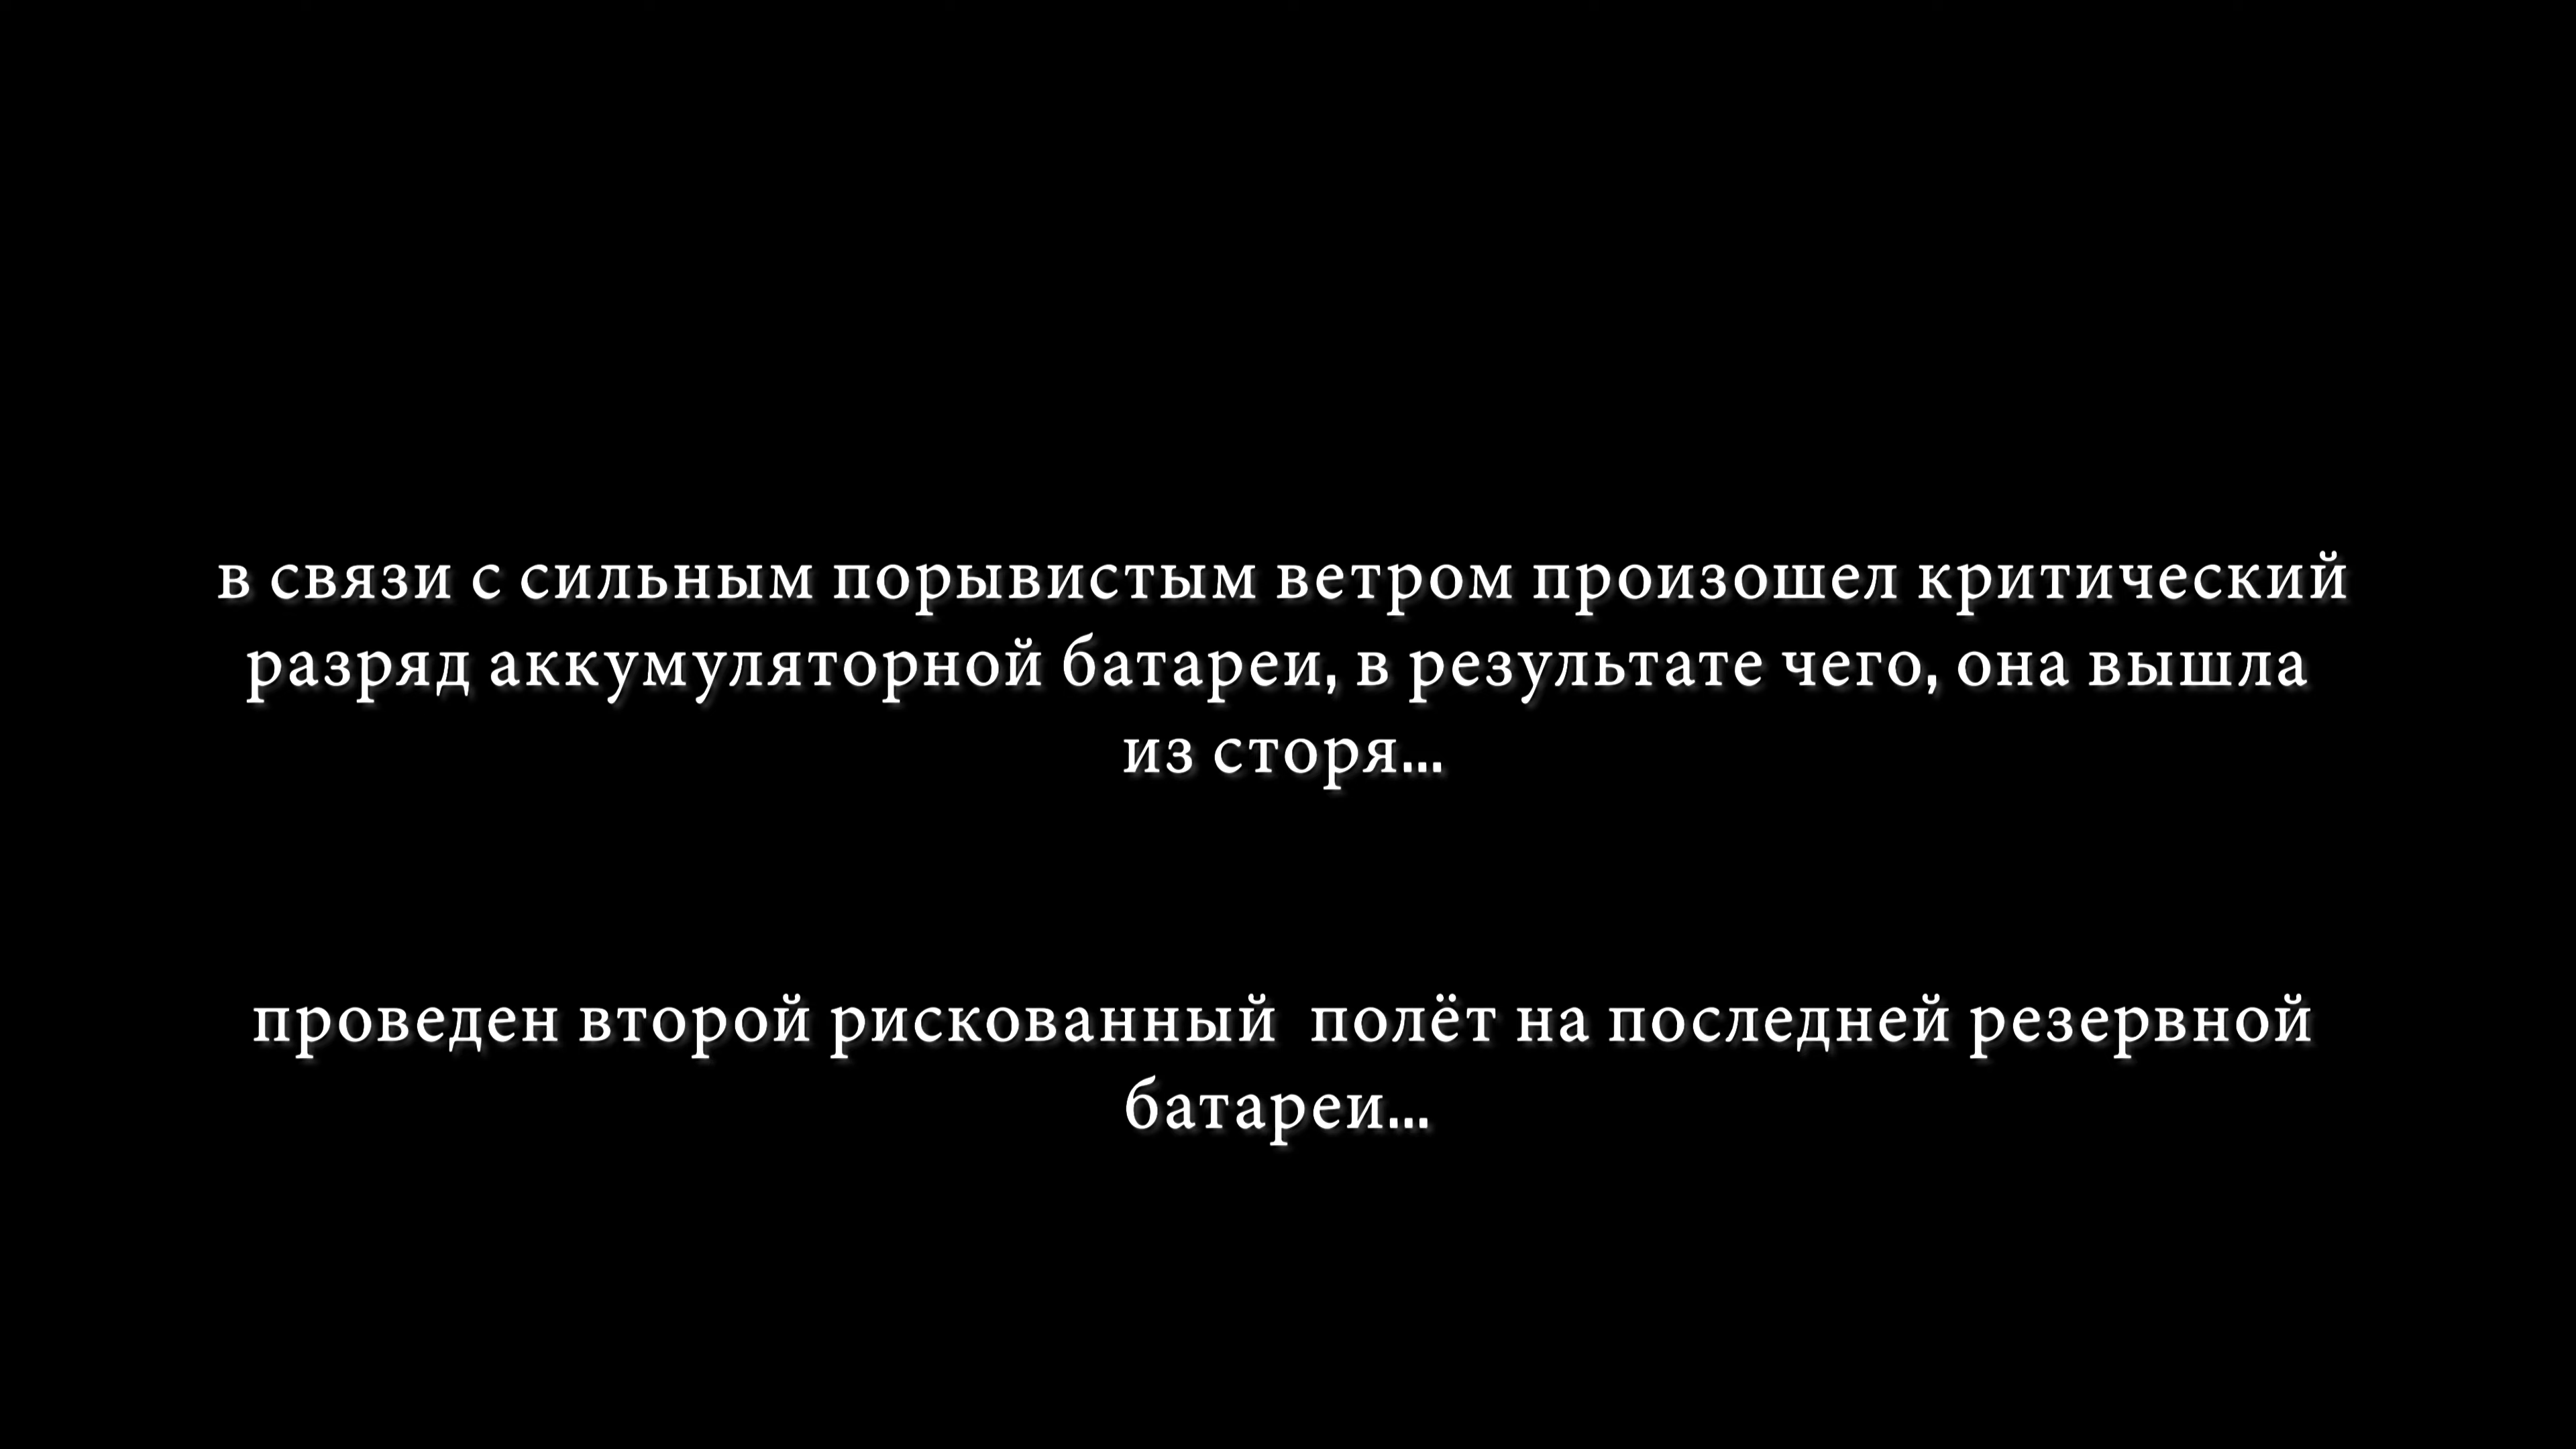 в связи с сильным порывистым ветром произошел критический
разряд аккумуляторной батареи, в результате чего, она вышла
из сторя...
проведен второй рискованный  полёт на последней резервной
батареи...